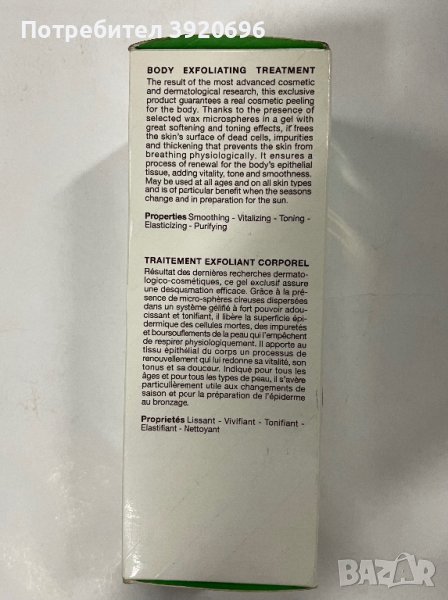 Потребител 3920696
BODY EXFOLIATING TREATMENT
The result of the most advanced cosmetic
and dermatological research, this exclusive
product guarantees a real cosmetic peeling
for the body. Thanks to the presence of
selected wax microspheres in a gel with
great softening and toning effects, if frees
the skin's surface of dead cells, impurities
and thickening that prevents the skin from
breathing physiologically. It ensures a
process of renewal for the body's epithelial
tissue, adding vitality, tone and smoothness.
May be used at all ages and on all skin types
and is of particular benefit when the seasons
change and in preparation for the sun.
Properties Smoothing - Vitalizing - Toning -
Elasticizing - Purifying
TRAITEMENT EXFOLIANT CORPOREL
Résultat des dernières recherches dermato-
logico-cosmétiques, ce gel exclusif assure
une desquamation efficace. Grâce à la pré-
sence de micro-sphères cireuses dispersées
dans un système gélifié à fort pouvoir adou-
cissant et tonifiant, il libère la superficie épi-
dermique des cellules mortes, des impuretés
et boursouflements de la peau qui l'empêchent
de respirer physiologiquement. Il apporte au
tissu épithélial du corps un processus de
renouvellement qui lui redonne sa vitalité, son
tonus et sa douceur. Indiqué pour tous les
âges et pour tous les types de peau, il s'avère
particulièrement utile aux changements de
saison et pour la préparation de l'épiderme
au bronzage.
Proprietés Lissant - Vivifiant - Tonifiant -
Elastifiant - Nettoyant
BAZAR